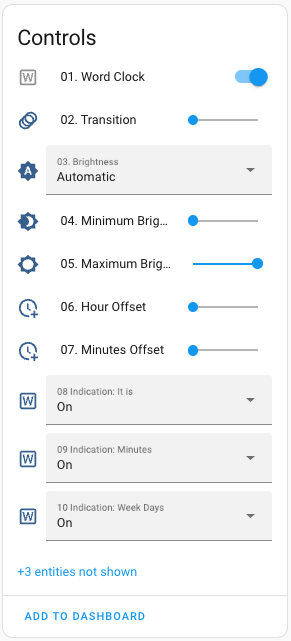 Controls
01. Word Clock
02. Transition
03. Brightness
Automatic
04. Minimum Brig...
05. Maximum Brig...
06. Hour Offset
07. Minutes Offset
08 Indication: It is
On
09 Indication: Minutes
On
10 Indication: Week Days
On
+3 entities not shown
ADD TO DASHBOARD